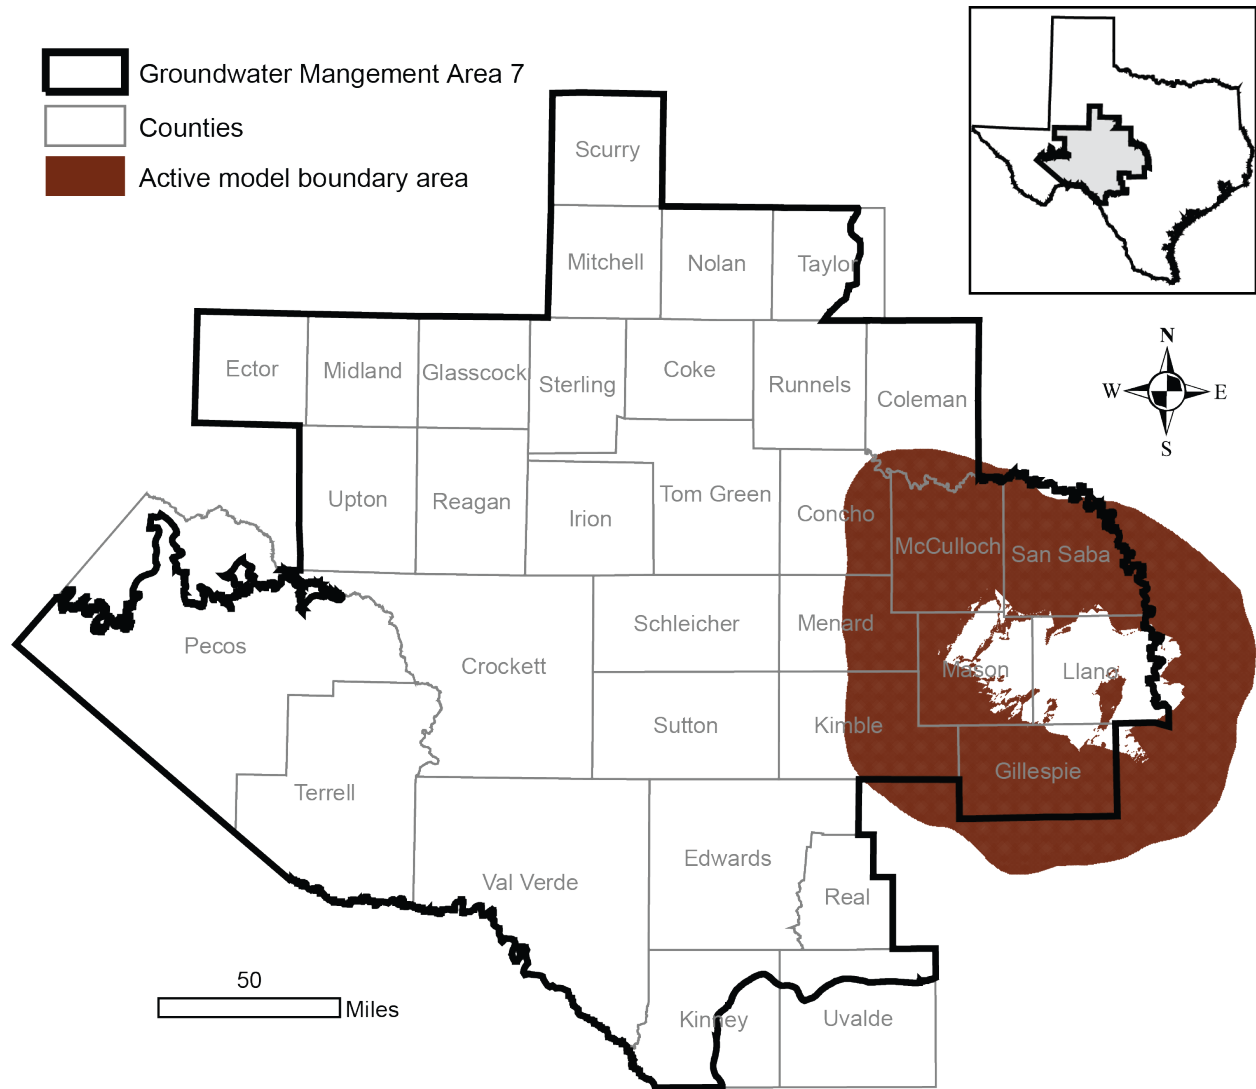 Groundwater Mangement Area 7
Counties
Active model boundary area
Scurry
Mitchell
Nolan
Taylor
Ector
Midland
Glasscock
Sterling
Coke
Runnels
Coleman
N
W
E
S
Upton
Reagan
Irion
Tom Green
Concho
McCulloch
San Saba
Pecos
Crockett
Schleicher
Menard
Mason
Llano
Sutton
Kimble
Gillespie
Terrell
Val Verde
Edwards
Real
Kinney
Uvalde
50
Miles